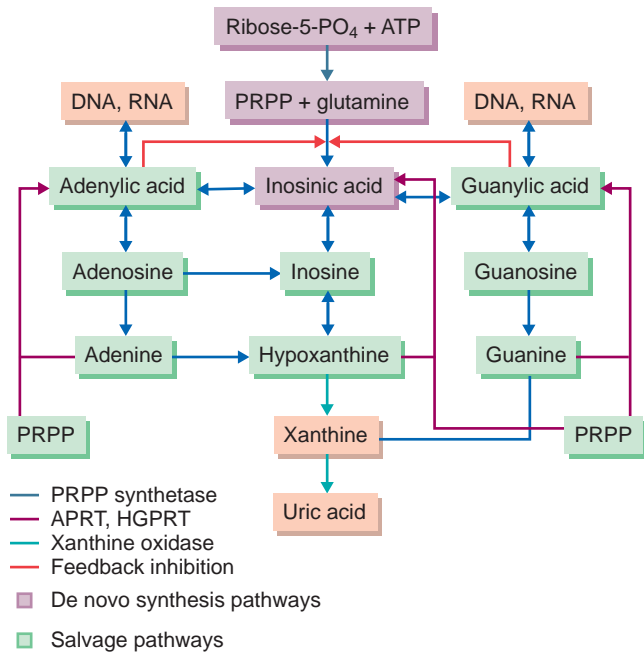 Ribose-5-PO₄ + ATP
DNA, RNA
PRPP + glutamine
DNA, RNA
Adenylic acid
Inosinic acid
Guanylic acid
Adenosine
Inosine
Guanosine
Adenine
Hypoxanthine
Guanine
PRPP
Xanthine
PRPP
Uric acid
PRPP synthetase
APRT, HGPRT
Xanthine oxidase
Feedback inhibition
De novo synthesis pathways
Salvage pathways